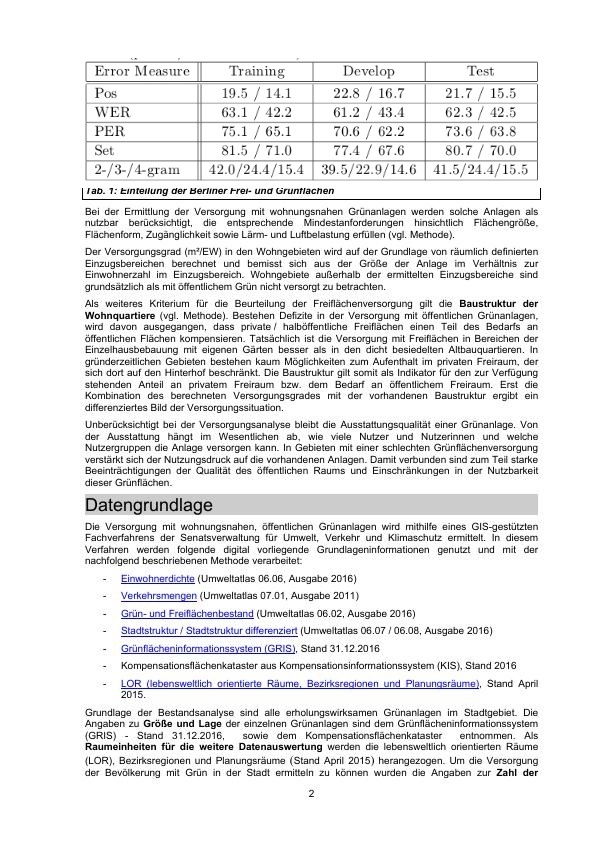 Error Measure Training Develop Test
Pos 19.5 / 14.1 22.8 / 16.7 21.7 / 15.5
WER 63.1 / 42.2 61.2 / 43.4 62.3 / 42.5
PER 75.1 / 65.1 70.6 / 62.2 73.6 / 63.8
Set 81.5 / 71.0 77.4 / 67.6 80.7 / 70.0
2-/3-/4-gram 42.0/24.4/15.4 39.5/22.9/14.6 41.5/24.4/15.5
Tab. 1: Einteilung der Berliner Frei- und Grünflächen
Bei der Ermittlung der Versorgung mit wohnungsnahen Grünanlagen werden solche Anlagen als
nutzbar berücksichtigt, die entsprechende Mindestanforderungen hinsichtlich Flächengröße,
Flächenform, Zugänglichkeit sowie Lärm- und Luftbelastung erfüllen (vgl. Methode).
Der Versorgungsgrad (m²/EW) in den Wohngebieten wird auf der Grundlage von räumlich definierten
Einzugsbereichen berechnet und bemisst sich aus der Größe der Anlage im Verhältnis zur
Einwohnerzahl im Einzugsbereich. Wohngebiete außerhalb der ermittelten Einzugsbereiche sind
grundsätzlich als mit öffentlichem Grün nicht versorgt zu betrachten.
Als weiteres Kriterium für die Beurteilung der Freiflächenversorgung gilt die Baustruktur der
Wohnquartiere (vgl. Methode). Bestehen Defizite in der Versorgung mit öffentlichen Grünanlagen,
wird davon ausgegangen, dass private / halböffentliche Freiflächen einen Teil des Bedarfs an
öffentlichen Flächen kompensieren. Tatsächlich ist die Versorgung mit Freiflächen in Bereichen der
Einzelhausbebauung mit eigenen Gärten besser als in den dicht besiedelten Altbauquartieren. In
gründerzeitlichen Gebieten bestehen kaum Möglichkeiten zum Aufenthalt im privaten Freiraum, der
sich dort auf den Hinterhof beschränkt. Die Baustruktur gilt somit als Indikator für den zur Verfügung
stehenden Anteil an privatem Freiraum bzw. dem Bedarf an öffentlichem Freiraum. Erst die
Kombination des berechneten Versorgungsgrades mit der vorhandenen Baustruktur ergibt ein
differenziertes Bild der Versorgungssituation.
Unberücksichtigt bei der Versorgungsanalyse bleibt die Ausstattungsqualität einer Grünanlage. Von
der Ausstattung hängt im Wesentlichen ab, wie viele Nutzer und Nutzerinnen und welche
Nutzergruppen die Anlage versorgen kann. In Gebieten mit einer schlechten Grünflächenversorgung
verstärkt sich der Nutzungsdruck auf die vorhandenen Anlagen. Damit verbunden sind zum Teil starke
Beeinträchtigungen der Qualität des öffentlichen Raums und Einschränkungen in der Nutzbarkeit
dieser Grünflächen.
Datengrundlage
Die Versorgung mit wohnungsnahen, öffentlichen Grünanlagen wird mithilfe eines GIS-gestützten
Fachverfahrens der Senatsverwaltung für Umwelt, Verkehr und Klimaschutz ermittelt. In diesem
Verfahren werden folgende digital vorliegende Grundlageninformationen genutzt und mit der
nachfolgend beschriebenen Methode verarbeitet:
- Einwohnerdichte (Umweltatlas 06.06, Ausgabe 2016)
- Verkehrsmengen (Umweltatlas 07.01, Ausgabe 2011)
- Grün- und Freiflächenbestand (Umweltatlas 06.02, Ausgabe 2016)
- Stadtstruktur / Stadtstruktur differenziert (Umweltatlas 06.07 / 06.08, Ausgabe 2016)
- Grünflächeninformationssystem (GRIS), Stand 31.12.2016
- Kompensationsflächenkataster aus Kompensationsinformationssystem (KIS), Stand 2016
- LOR (lebensweltlich orientierte Räume, Bezirksregionen und Planungsräume), Stand April
2015.
Grundlage der Bestandsanalyse sind alle erholungswirksamen Grünanlagen im Stadtgebiet. Die
Angaben zu Größe und Lage der einzelnen Grünanlagen sind dem Grünflächeninformationssystem
(GRIS) - Stand 31.12.2016, sowie dem Kompensationsflächenkataster entnommen. Als
Raumeinheiten für die weitere Datenauswertung werden die lebensweltlich orientierten Räume
(LOR), Bezirksregionen und Planungsräume (Stand April 2015) herangezogen. Um die Versorgung
der Bevölkerung mit Grün in der Stadt ermitteln zu können wurden die Angaben zur Zahl der
2